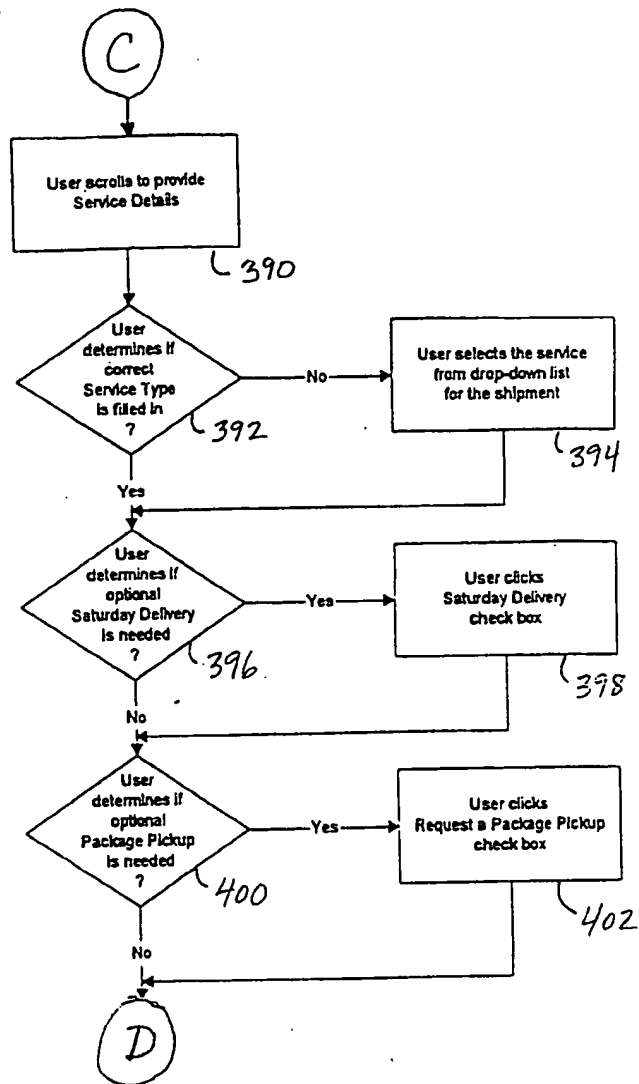 C
User scrolls to provide
Service Details
390
User
determines if
correct
Service Type
is filled in
?
392
No
User selects the service
from drop-down list
for the shipment
394
Yes
User
determines if
optional
Saturday Delivery
is needed
?
396
Yes
User clicks
Saturday Delivery
check box
398
No
User
determines if
optional
Package Pickup
is needed
?
400
Yes
User clicks
Request a Package Pickup
check box
402
No
D